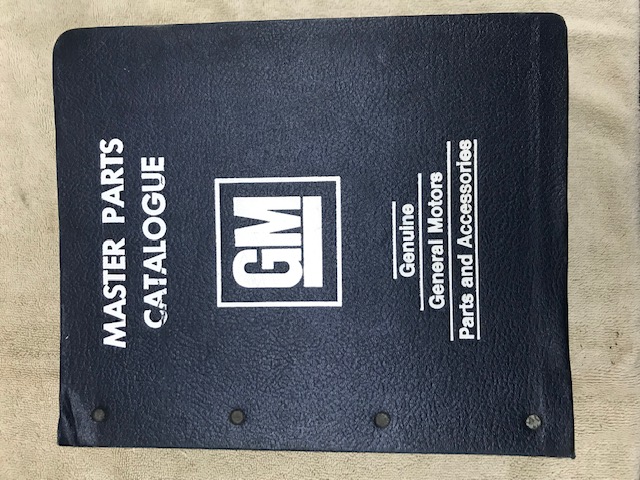 MASTER PARTS
CATALOGUE
GM
Genuine
General Motors
Parts and Accessories